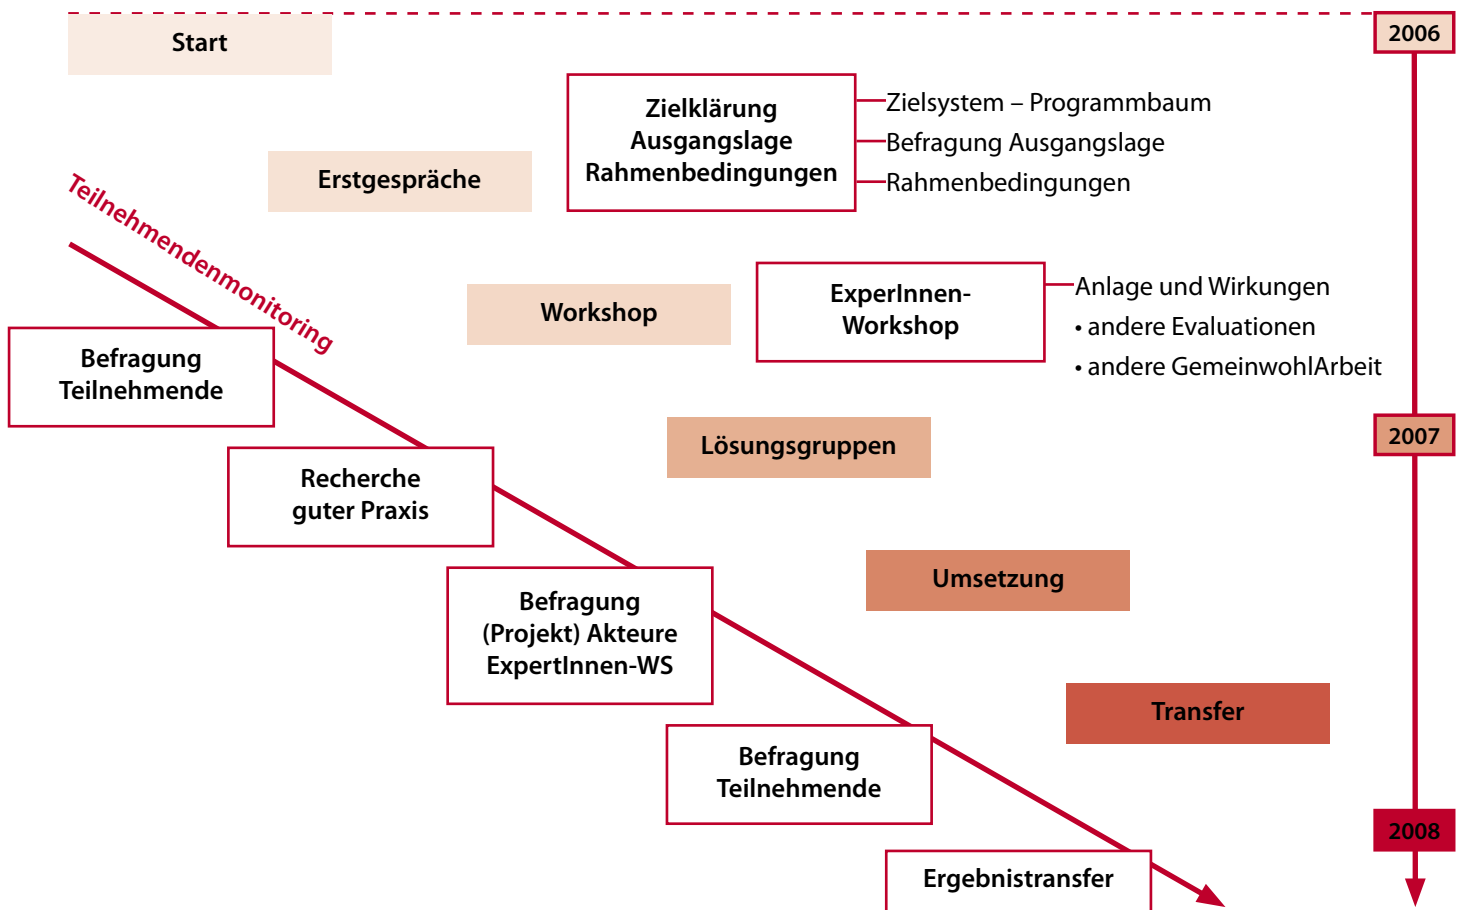 Start
2006
Zielklärung
Ausgangslage
Rahmenbedingungen
Zielsystem – Programmbaum
Befragung Ausgangslage
Rahmenbedingungen
Erstgespräche
Teilnehmendenmonitoring
Workshop
ExperInnen-
Workshop
Anlage und Wirkungen
• andere Evaluationen
• andere GemeinwohlArbeit
Befragung
Teilnehmende
Lösungsgruppen
2007
Recherche
guter Praxis
Umsetzung
Befragung
(Projekt) Akteure
ExpertInnen-WS
Transfer
Befragung
Teilnehmende
2008
Ergebnistransfer